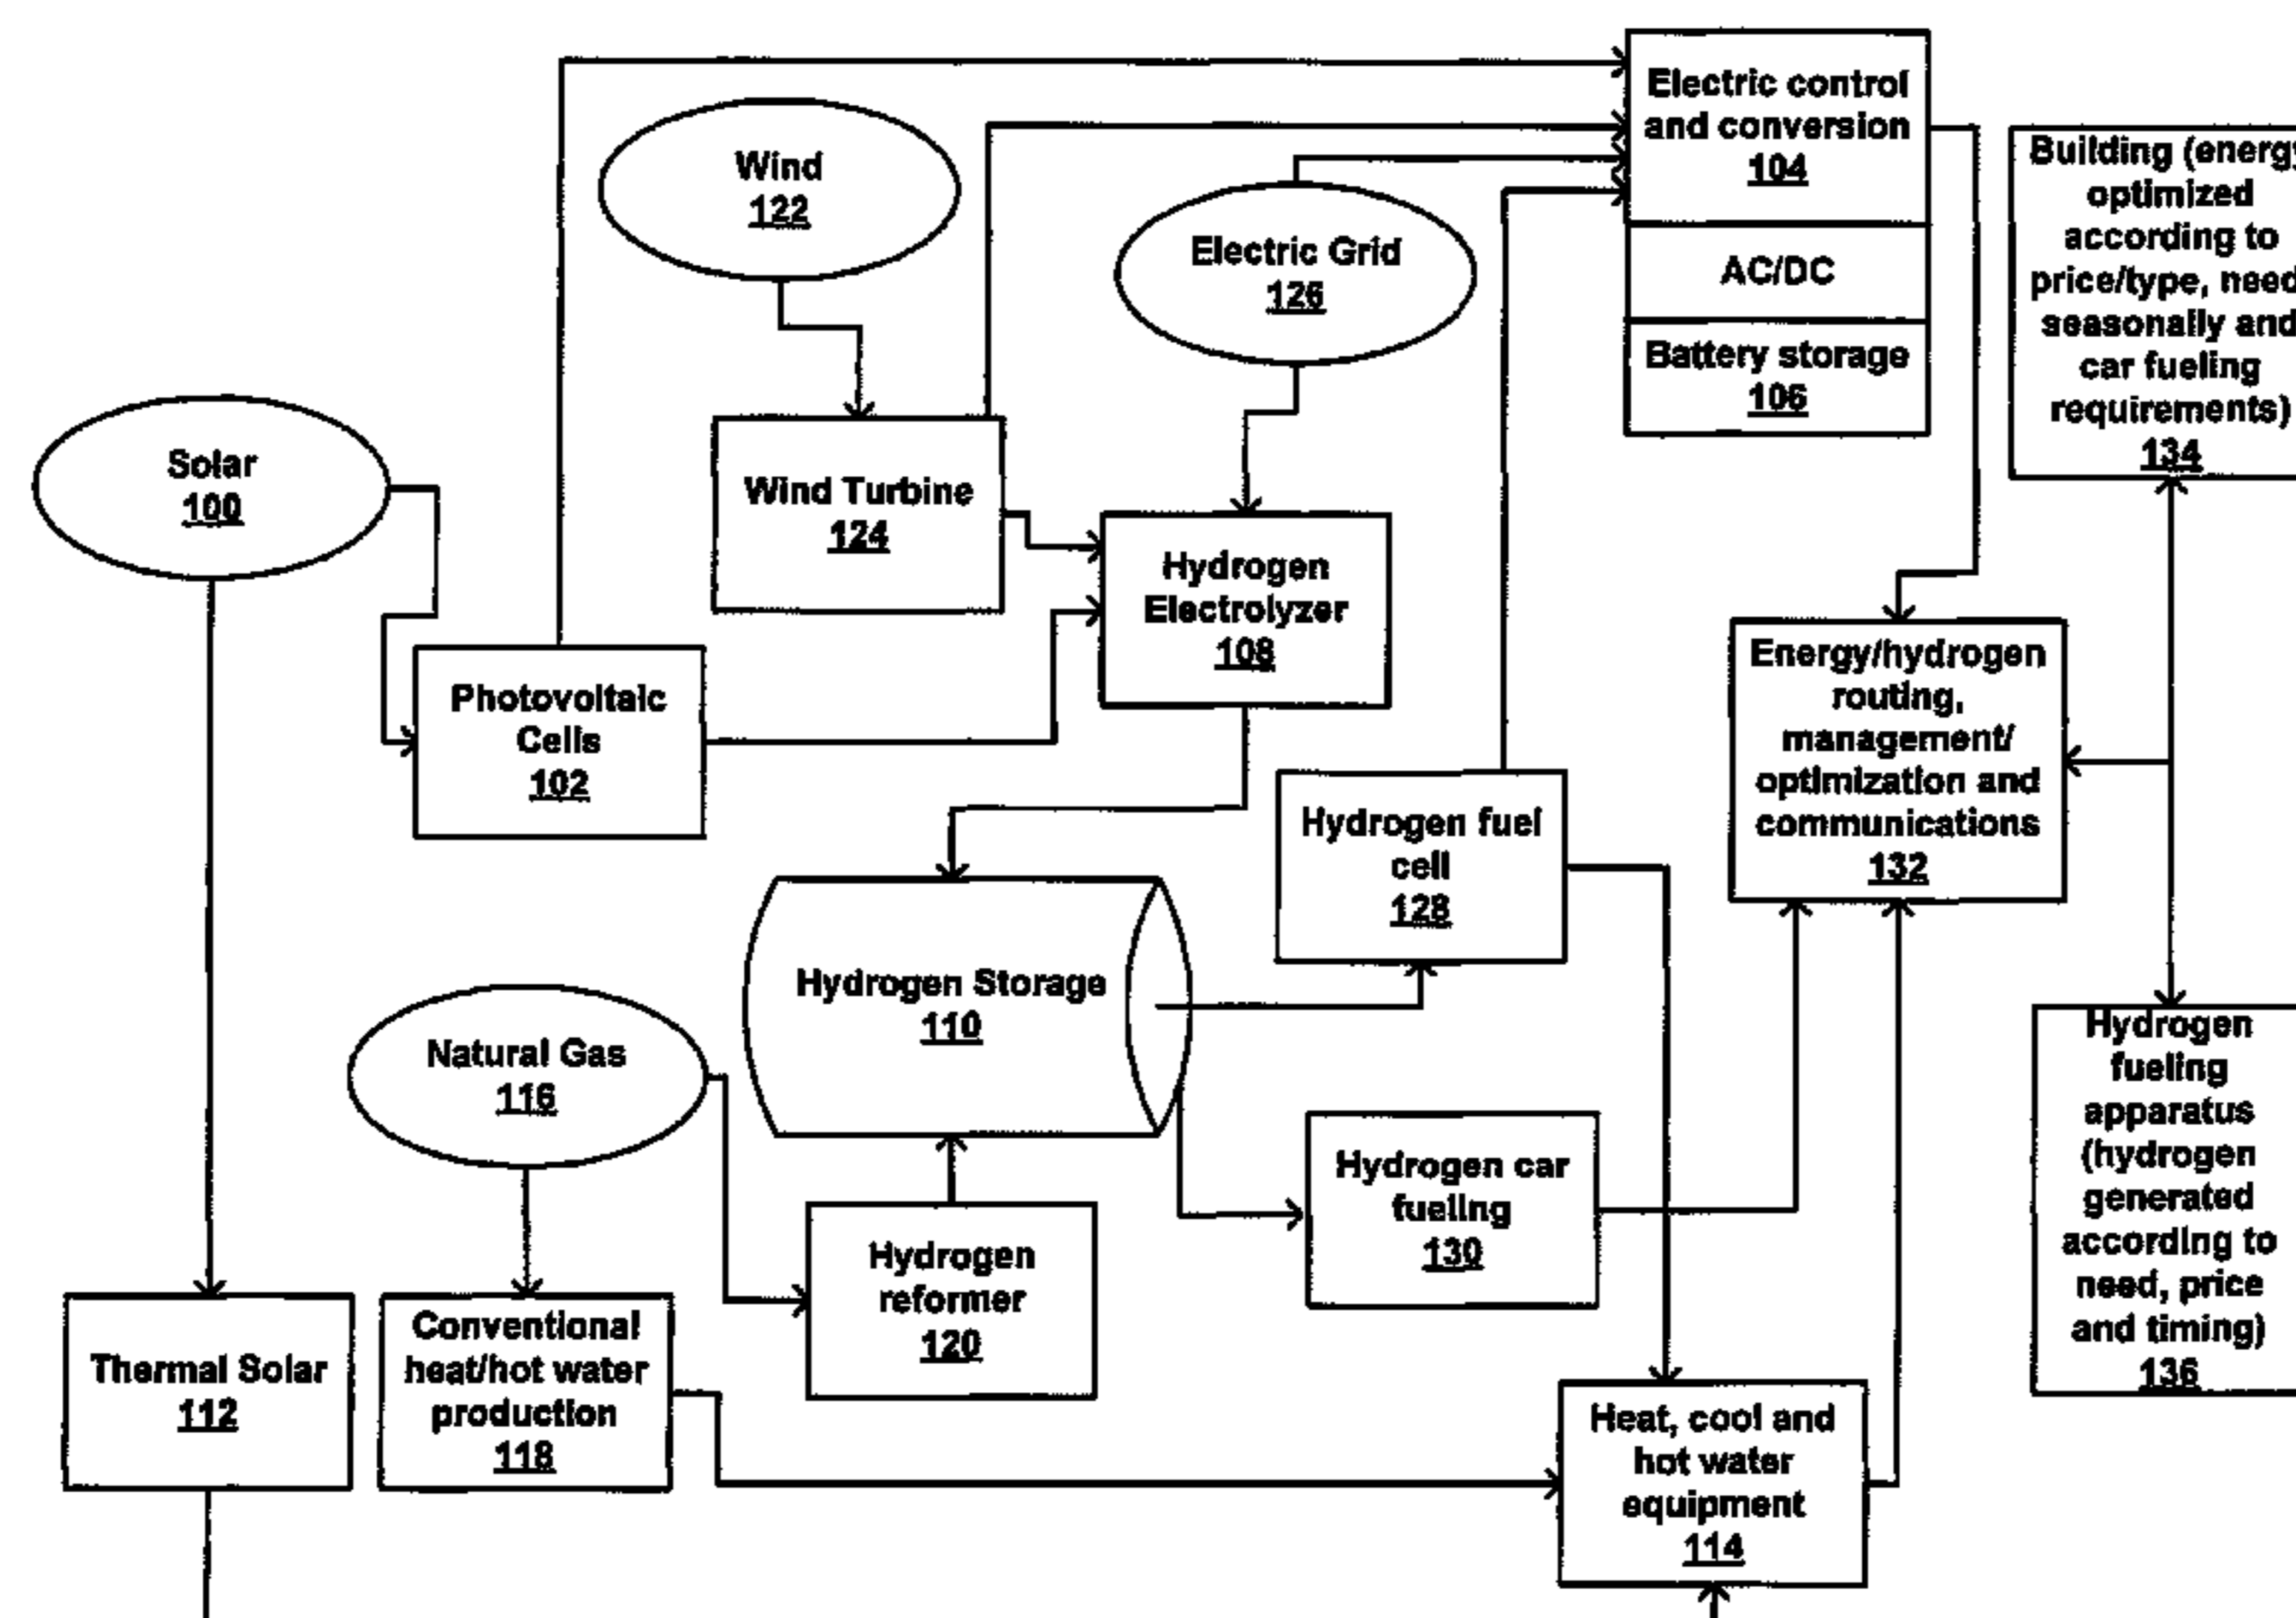 Electric control
and conversion
104
AC/DC
Battery storage
106
Wind
122
Electric Grid
126
Building (energy
optimized
according to
price/type, need
seasonally and
car fueling
requirements)
134
Solar
100
Wind Turbine
124
Hydrogen
Electrolyzer
108
Photovoltaic
Cells
102
Energy/hydrogen
routing,
management/
optimization and
communications
132
Hydrogen fuel
cell
128
Hydrogen Storage
110
Natural Gas
116
Hydrogen car
fueling
130
Hydrogen
fueling
apparatus
(hydrogen
generated
according to
need, price
and timing)
136
Hydrogen
reformer
120
Thermal Solar
112
Conventional
heat/hot water
production
118
Heat, cool and
hot water
equipment
114